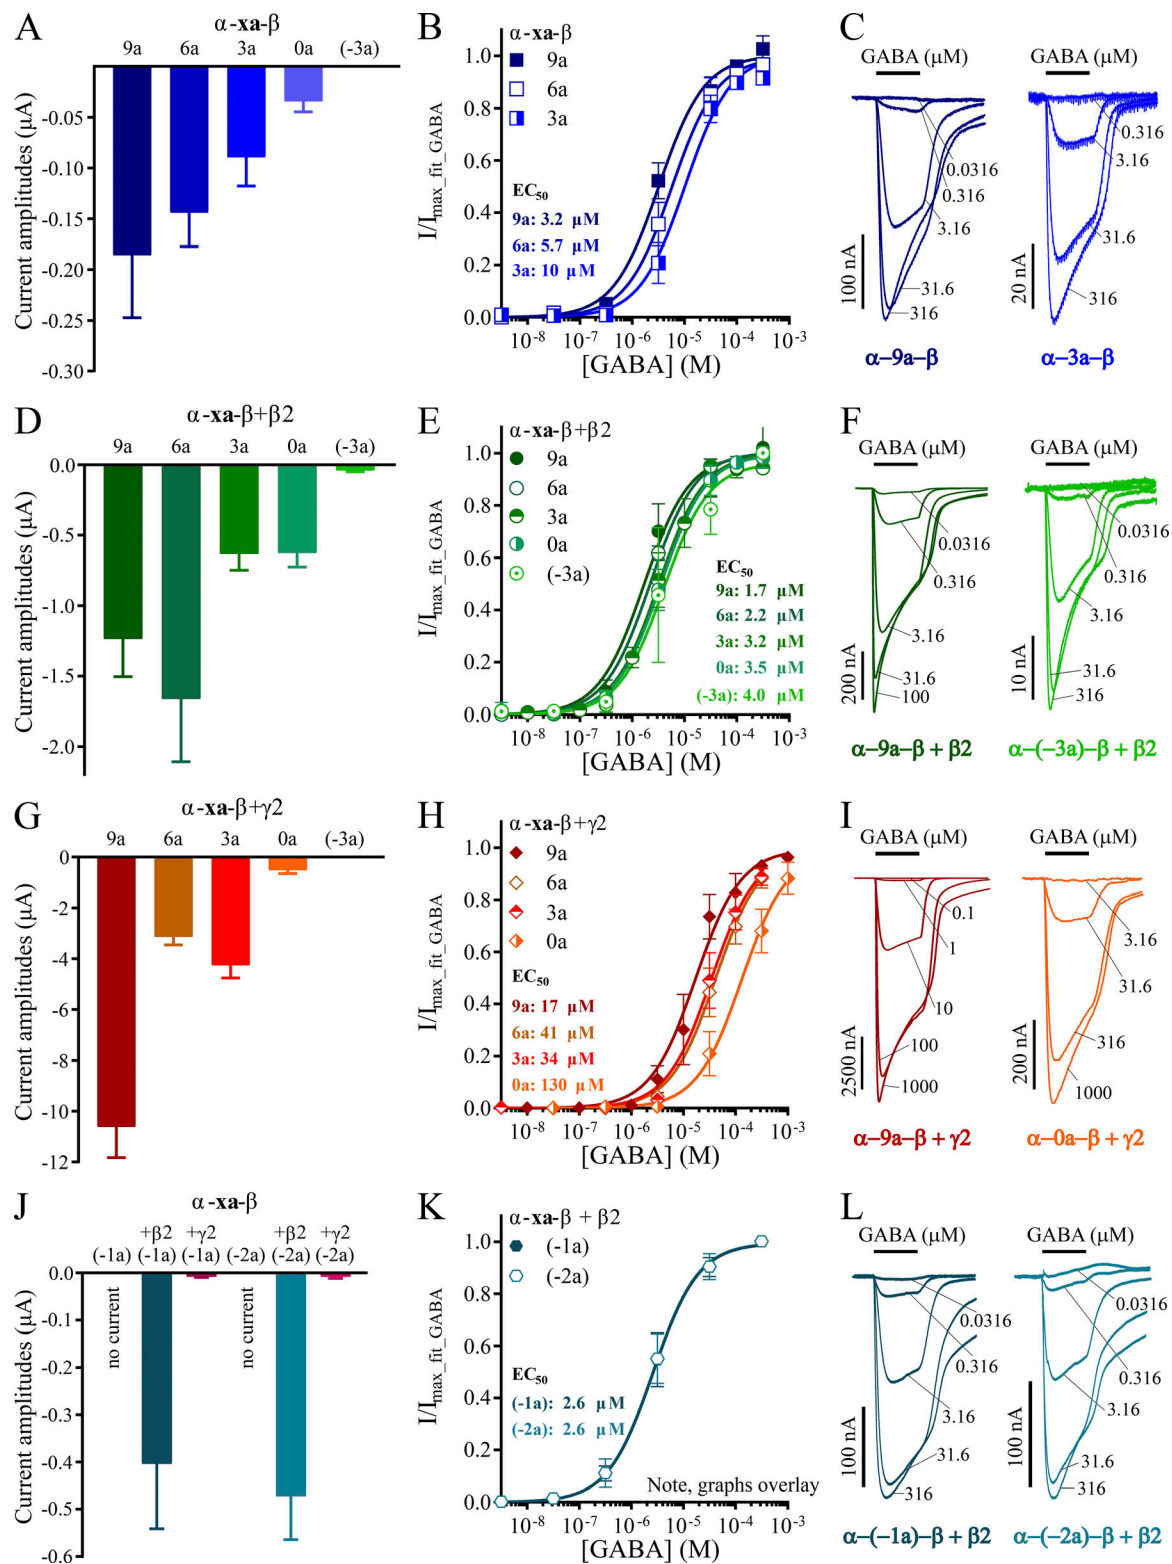 A
α-xa-β
9a 6a 3a 0a (-3a)
Current amplitudes (µA)
-0.05
-0.10
-0.15
-0.20
-0.25
-0.30
B
α-xa-β
9a
6a
3a
I/Imax_fit_GABA
1.0
0.8
0.6
0.4
0.2
0.0
EC50
9a: 3.2 µM
6a: 5.7 µM
3a: 10 µM
10-8 10-7 10-6 10-5 10-4 10-3
[GABA] (M)
C
GABA (µM)
0.0316
0.316
3.16
31.6
316
100 nA
α–9a–β
GABA (µM)
0.316
3.16
31.6
316
20 nA
α–3a–β
D
α-xa-β+β2
9a 6a 3a 0a (-3a)
Current amplitudes (µA)
0.0
-0.5
-1.0
-1.5
-2.0
E
α-xa-β+β2
9a
6a
3a
0a
(-3a)
I/Imax_fit_GABA
1.0
0.8
0.6
0.4
0.2
0.0
EC50
9a: 1.7 µM
6a: 2.2 µM
3a: 3.2 µM
0a: 3.5 µM
(-3a): 4.0 µM
10-8 10-7 10-6 10-5 10-4 10-3
[GABA] (M)
F
GABA (µM)
0.0316
0.316
3.16
31.6
100
200 nA
α–9a–β + β2
GABA (µM)
0.0316
0.316
3.16
31.6
316
10 nA
α–(–3a)–β + β2
G
α-xa-β+γ2
9a 6a 3a 0a (-3a)
Current amplitudes (µA)
0
-2
-4
-6
-8
-10
-12
H
α-xa-β+γ2
9a
6a
3a
0a
I/Imax_fit_GABA
1.0
0.8
0.6
0.4
0.2
0.0
EC50
9a: 17 µM
6a: 41 µM
3a: 34 µM
0a: 130 µM
10-8 10-7 10-6 10-5 10-4 10-3
[GABA] (M)
I
GABA (µM)
0.1
1
10
100
1000
2500 nA
α–9a–β + γ2
GABA (µM)
3.16
31.6
316
1000
200 nA
α–0a–β + γ2
J
α-xa-β
+β2 +γ2 +β2 +γ2
(-1a) (-1a) (-1a) (-2a) (-2a) (-2a)
Current amplitudes (µA)
0.0
-0.1
-0.2
-0.3
-0.4
-0.5
-0.6
no current
no current
K
α-xa-β + β2
(-1a)
(-2a)
I/Imax_fit_GABA
1.0
0.8
0.6
0.4
0.2
0.0
EC50
(-1a): 2.6 µM
(-2a): 2.6 µM
Note, graphs overlay
10-8 10-7 10-6 10-5 10-4 10-3
[GABA] (M)
L
GABA (µM)
0.0316
0.316
3.16
31.6
316
100 nA
α–(–1a)–β + β2
GABA (µM)
0.0316
0.316
3.16
31.6
316
100 nA
α–(–2a)–β + β2